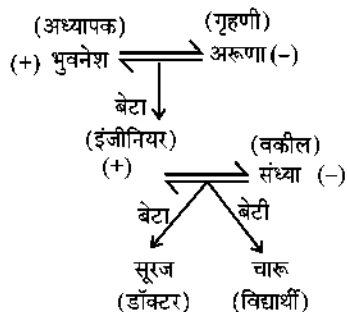 (अध्यापक) (गृहणी)
(+) भुवनेश अरूणा (–)
बेटा
(इंजीनियर) (वकील)
(+) संध्या (–)
बेटा बेटी
सूरज चारू
(डॉक्टर) (विद्यार्थी)